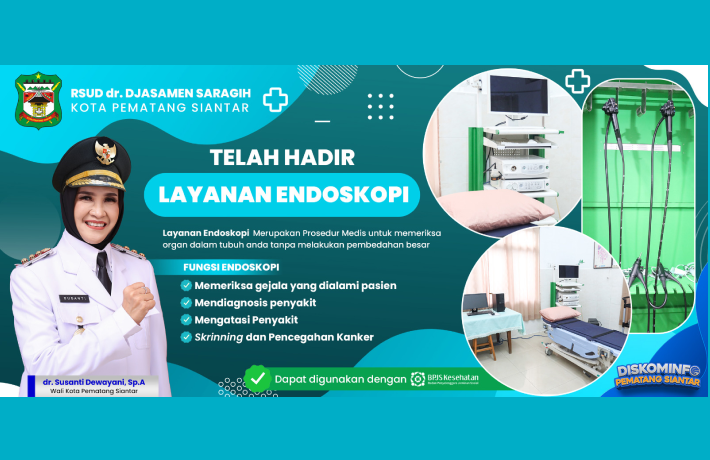 RSUD dr. DJASAMEN SARAGIH
KOTA PEMATANG SIANTAR
TELAH HADIR
LAYANAN ENDOSKOPI
Layanan Endoskopi Merupakan Prosedur Medis untuk memeriksa
organ dalam tubuh anda tanpa melakukan pembedahan besar
FUNGSI ENDOSKOPI
Memeriksa gejala yang dialami pasien
Mendiagnosis penyakit
Mengatasi Penyakit
Skrinning dan Pencegahan Kanker
Dapat digunakan dengan
BPJS Kesehatan
SUSANTI
dr. Susanti Dewayani, Sp.A
Wali Kota Pematang Siantar
DISKOMINFO
PEMATANG SIANTAR